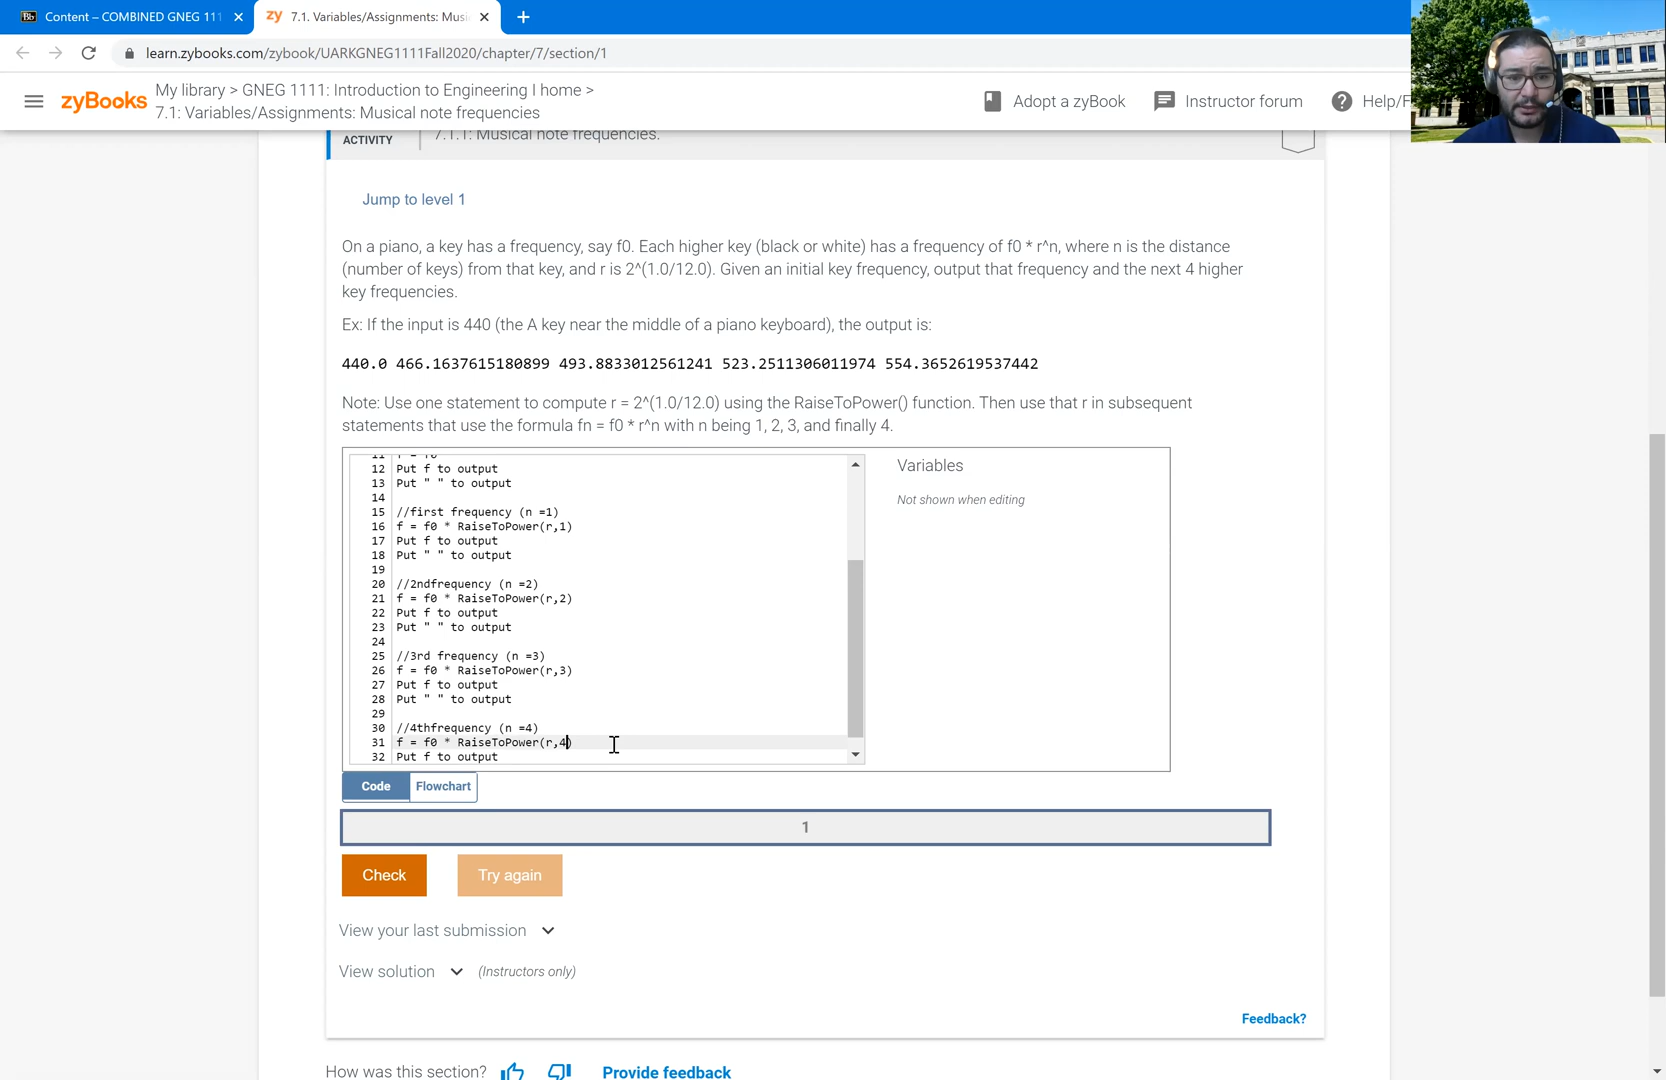 Content – COMBINED GNEG 111
7.1. Variables/Assignments: Musi
learn.zybooks.com/zybook/UARKGNEG1111Fall2020/chapter/7/section/1
zyBooks
My library > GNEG 1111: Introduction to Engineering I home >
7.1: Variables/Assignments: Musical note frequencies
Adopt a zyBook
Instructor forum
Help/F
ACTIVITY
7.1.1: Musical note frequencies.
Jump to level 1
On a piano, a key has a frequency, say f0. Each higher key (black or white) has a frequency of f0 * r^n, where n is the distance
(number of keys) from that key, and r is 2^(1.0/12.0). Given an initial key frequency, output that frequency and the next 4 higher
key frequencies.
Ex: If the input is 440 (the A key near the middle of a piano keyboard), the output is:
440.0 466.1637615180899 493.8833012561241 523.2511306011974 554.3652619537442
Note: Use one statement to compute r = 2^(1.0/12.0) using the RaiseToPower() function. Then use that r in subsequent
statements that use the formula fn = f0 * r^n with n being 1, 2, 3, and finally 4.
11 f = f0
12 Put f to output
13 Put " " to output
14
15 //first frequency (n =1)
16 f = f0 * RaiseToPower(r,1)
17 Put f to output
18 Put " " to output
19
20 //2ndfrequency (n =2)
21 f = f0 * RaiseToPower(r,2)
22 Put f to output
23 Put " " to output
24
25 //3rd frequency (n =3)
26 f = f0 * RaiseToPower(r,3)
27 Put f to output
28 Put " " to output
29
30 //4thfrequency (n =4)
31 f = f0 * RaiseToPower(r,4)
32 Put f to output
Variables
Not shown when editing
Code
Flowchart
1
Check
Try again
View your last submission
View solution
(Instructors only)
Feedback?
How was this section?
Provide feedback